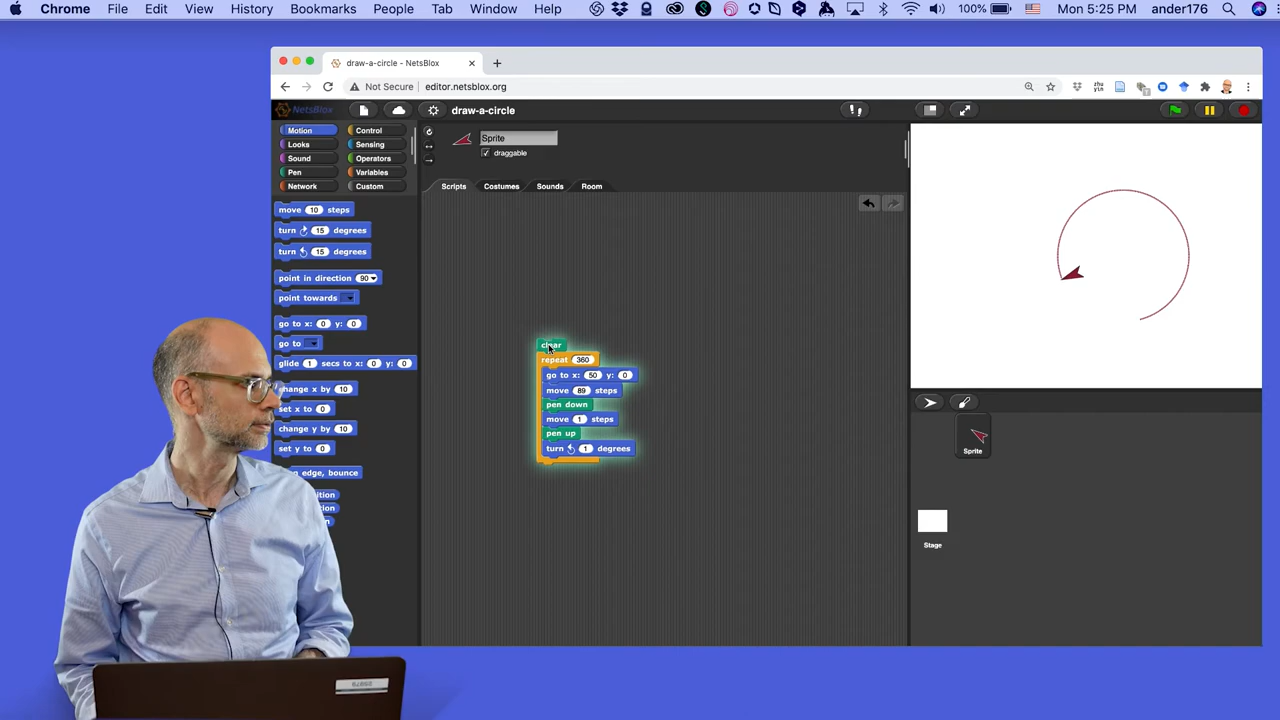 Chrome File Edit View History Bookmarks People Tab Window Help 100% Mon 5:25 PM ander176
draw-a-circle - NetsBlox
Not Secure editor.netsblox.org
NetsBlox draw-a-circle
Motion Control
Looks Sensing
Sound Operators
Pen Variables
Network Custom
Sprite
draggable
Scripts Costumes Sounds Room
move 10 steps
turn 15 degrees
turn 15 degrees
point in direction 90
point towards
go to x: 0 y: 0
go to
glide 1 secs to x: 0 y: 0
change x by 10
set x to 0
change y by 10
set y to 0
edge, bounce
clear
repeat 360
go to x: 50 y: 0
move 89 steps
pen down
move 1 steps
pen up
turn 1 degrees
Sprite
Stage